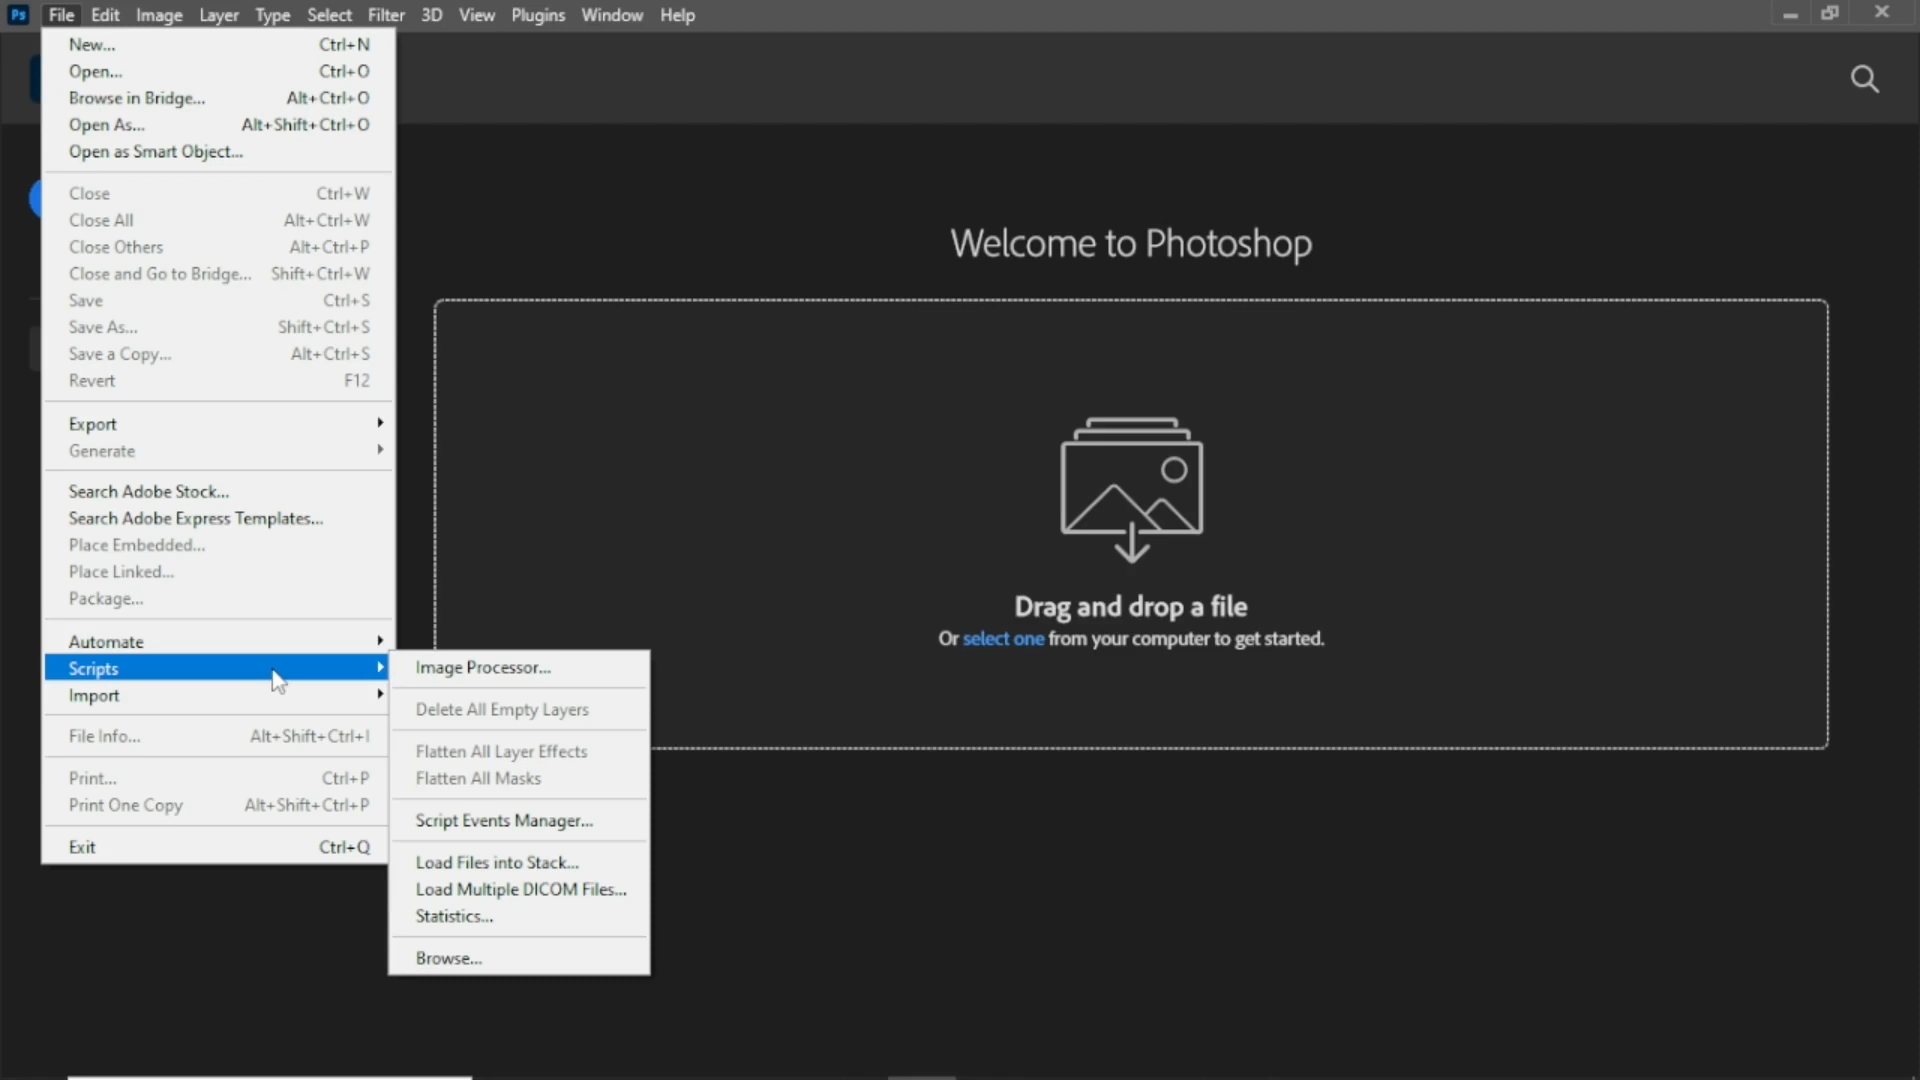 Ps File Edit Image Layer Type Select Filter 3D View Plugins Window Help
New... Ctrl+N
Open... Ctrl+O
Browse in Bridge... Alt+Ctrl+O
Open As... Alt+Shift+Ctrl+O
Open as Smart Object...
Close Ctrl+W
Close All Alt+Ctrl+W
Close Others Alt+Ctrl+P
Close and Go to Bridge... Shift+Ctrl+W
Save Ctrl+S
Save As... Shift+Ctrl+S
Save a Copy... Alt+Ctrl+S
Revert F12
Export
Generate
Search Adobe Stock...
Search Adobe Express Templates...
Place Embedded...
Place Linked...
Package...
Automate
Scripts
Import
File Info... Alt+Shift+Ctrl+I
Print... Ctrl+P
Print One Copy Alt+Shift+Ctrl+P
Exit Ctrl+Q
Image Processor...
Delete All Empty Layers
Flatten All Layer Effects
Flatten All Masks
Script Events Manager...
Load Files into Stack...
Load Multiple DICOM Files...
Statistics...
Browse...
Welcome to Photoshop
Drag and drop a file
Or select one from your computer to get started.